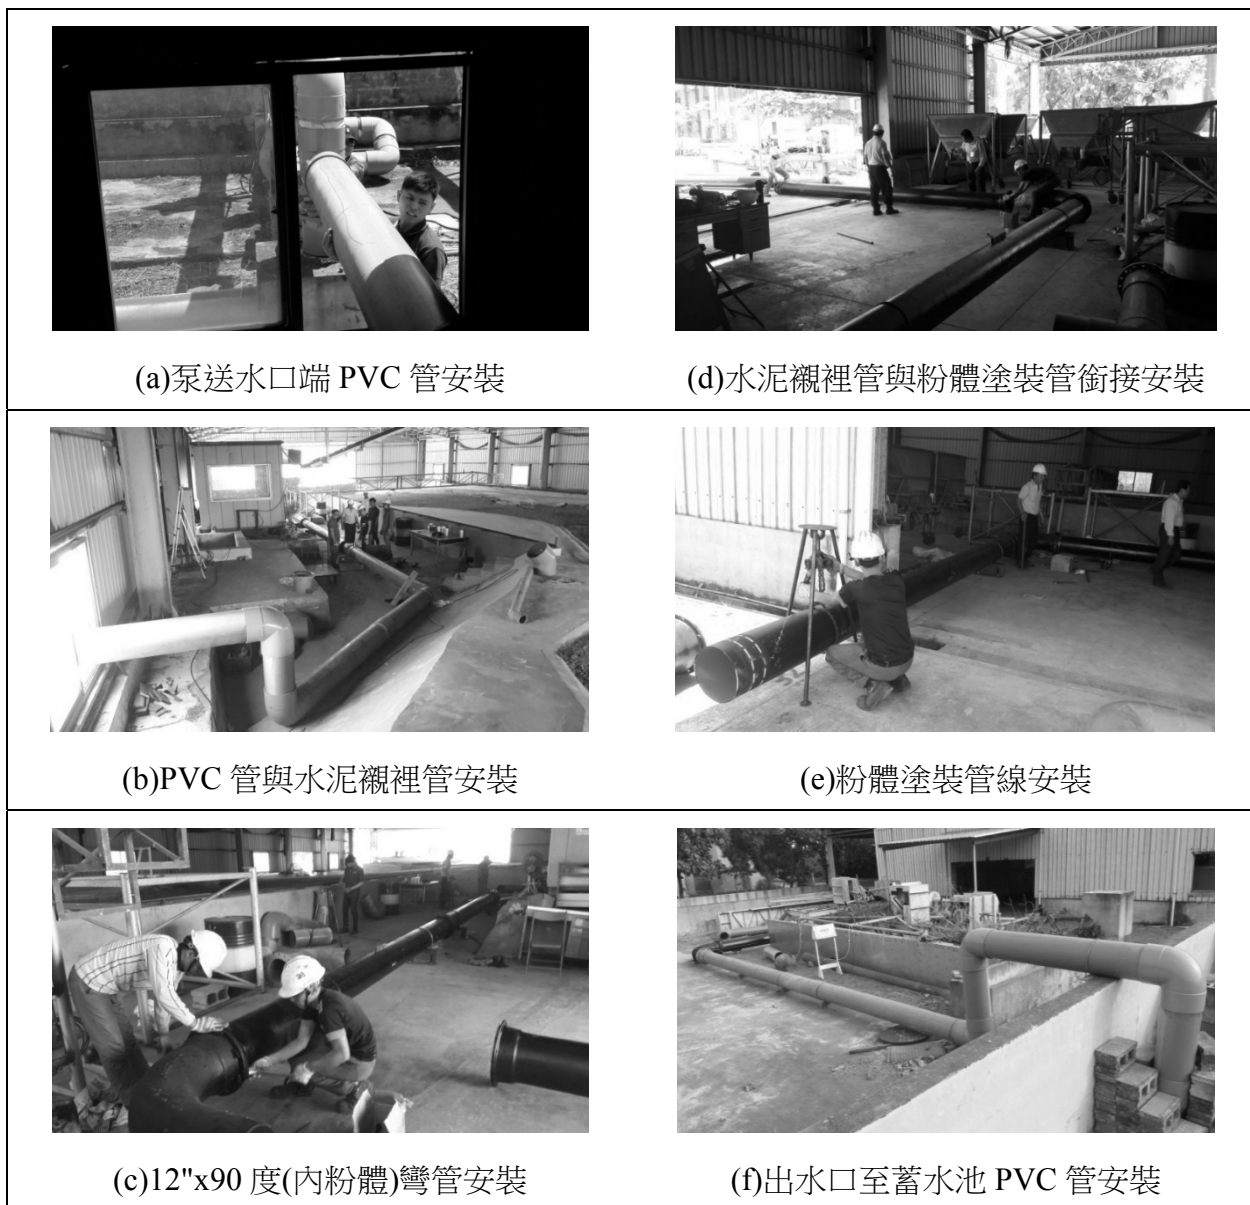 (a)泵送水口端 PVC 管安裝
(d)水泥襯裡管與粉體塗裝管銜接安裝
(b)PVC 管與水泥襯裡管安裝
(e)粉體塗裝管線安裝
(c)12"x90 度(內粉體)彎管安裝
(f)出水口至蓄水池 PVC 管安裝